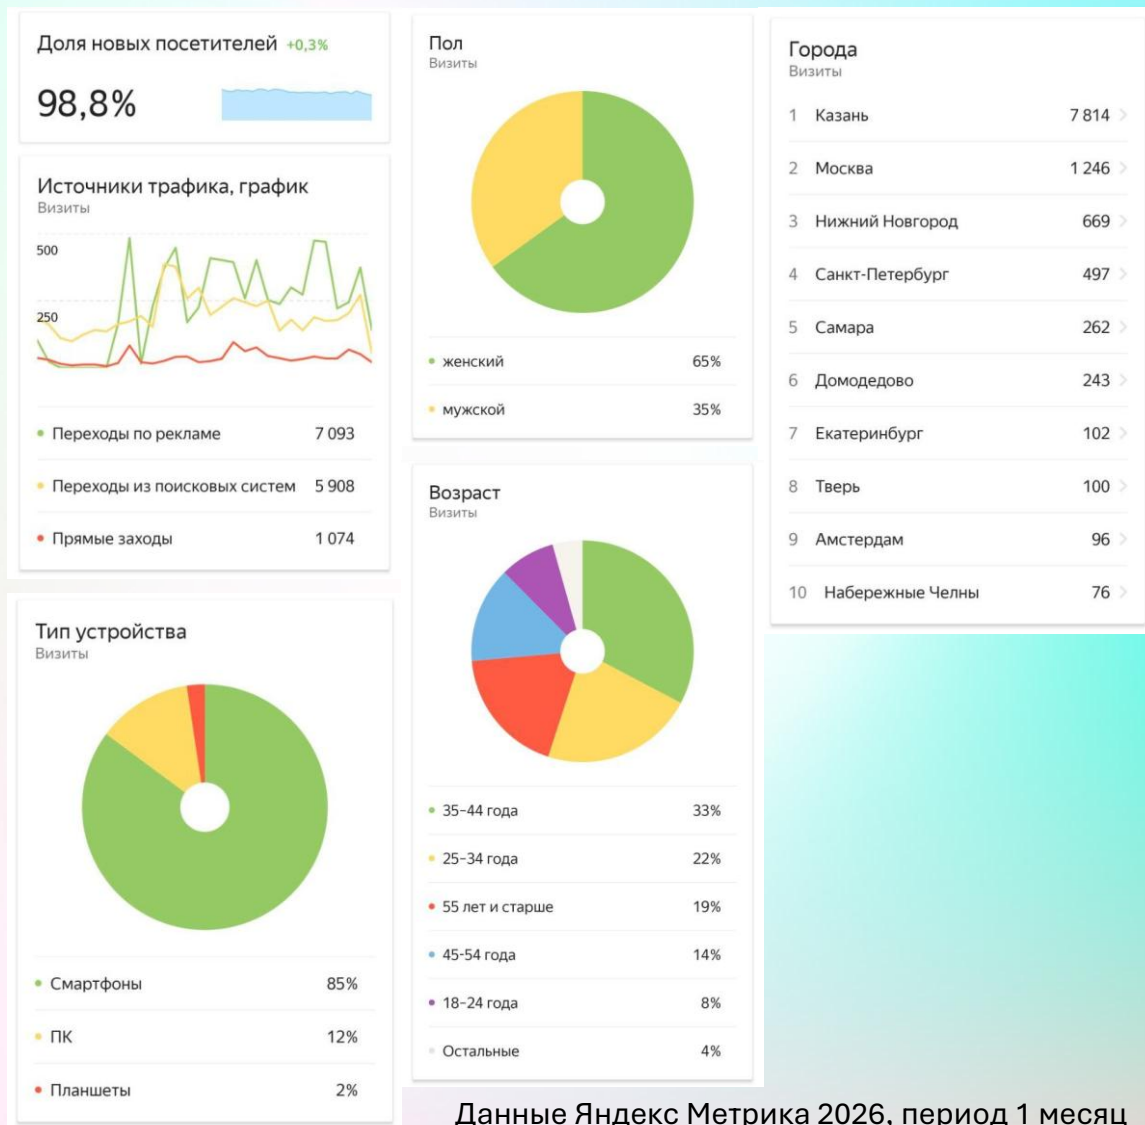 Доля новых посетителей +0,3%
98,8%
Источники трафика, график
Визиты
500
250
Переходы по рекламе 7 093
Переходы из поисковых систем 5 908
Прямые заходы 1 074
Тип устройства
Визиты
Смартфоны 85%
ПК 12%
Планшеты 2%
Пол
Визиты
женский 65%
мужской 35%
Возраст
Визиты
35–44 года 33%
25–34 года 22%
55 лет и старше 19%
45-54 года 14%
18–24 года 8%
Остальные 4%
Города
Визиты
1 Казань 7 814
2 Москва 1 246
3 Нижний Новгород 669
4 Санкт-Петербург 497
5 Самара 262
6 Домодедово 243
7 Екатеринбург 102
8 Тверь 100
9 Амстердам 96
10 Набережные Челны 76
Данные Яндекс Метрика 2026, период 1 месяц